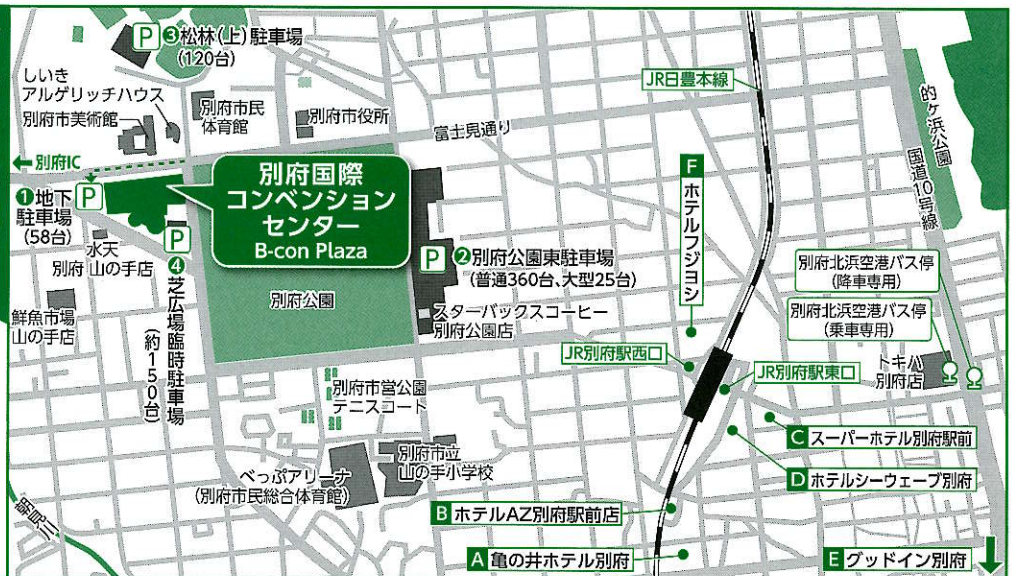 P ❸松林(上)駐車場
(120台)
しいき
アルゲリッチハウス
別府市美術館
別府市民
体育館
別府市役所
富士見通り
JR日豊本線
的ヶ浜公園
国道10号線
←別府IC
❶地下
駐車場
(58台)
P
別府国際
コンベンション
センター
B-con Plaza
水天
別府 山の手店
P
❹芝広場臨時駐車場
(約150台)
鮮魚市場
山の手店
別府公園
P ❷別府公園東駐車場
(普通360台、大型25台)
スターバックスコーヒー
別府公園店
F ホテルフジヨシ
JR別府駅西口
JR別府駅東口
別府北浜空港バス停
(降車専用)
別府北浜空港バス停
(乗車専用)
トキハ
別府店
別府市営公園
テニスコート
べっぷアリーナ
(別府市民総合体育館)
別府市立
山の手小学校
C スーパーホテル別府駅前
D ホテルシーウェーブ別府
B ホテルAZ別府駅前店
A 亀の井ホテル別府
E グッドイン別府
朝見川